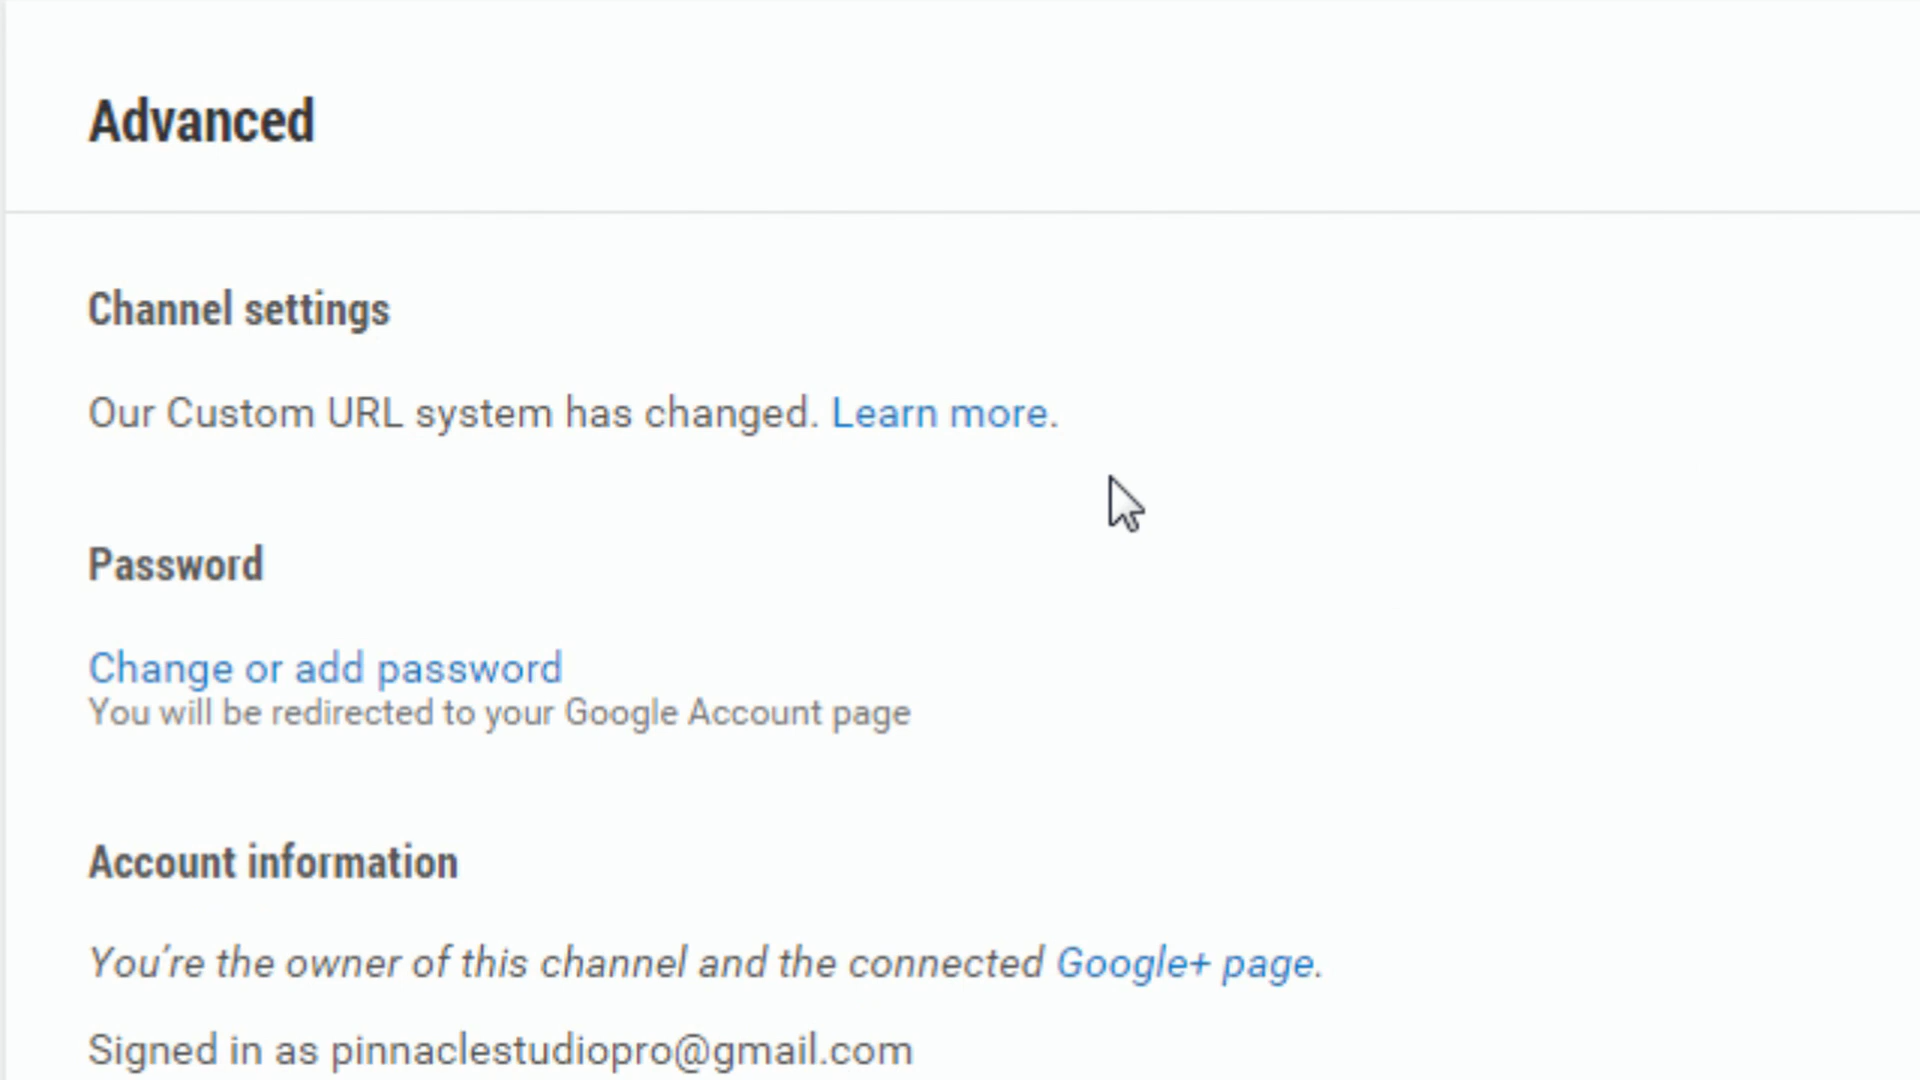 Advanced
Channel settings
Our Custom URL system has changed. Learn more.
Password
Change or add password
You will be redirected to your Google Account page
Account information
You're the owner of this channel and the connected Google+ page.
Signed in as pinnaclestudiopro@gmail.com